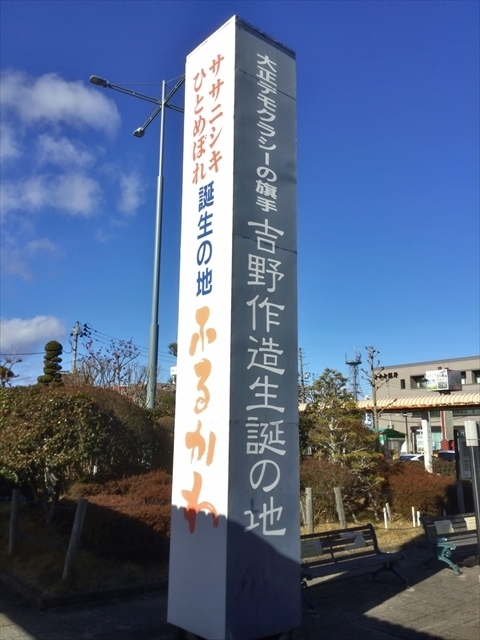 ササニシキ
ひとめぼれ
誕生の地
ふるかわ
大正デモクラシーの旗手
吉野作造生誕の地